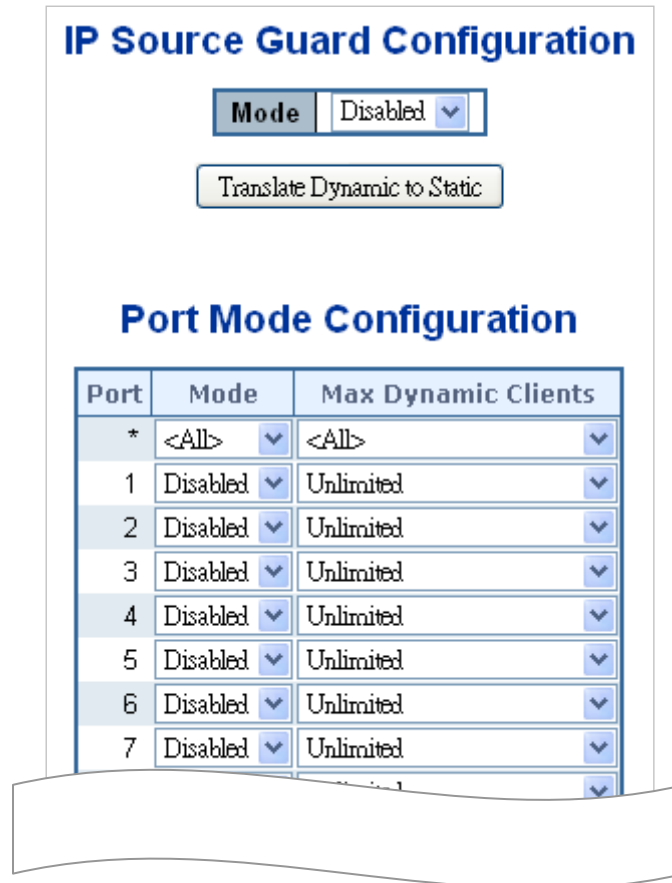 IP Source Guard Configuration
Mode Disabled
Translate Dynamic to Static
Port Mode Configuration
Port Mode Max Dynamic Clients
* <All> <All>
1 Disabled Unlimited
2 Disabled Unlimited
3 Disabled Unlimited
4 Disabled Unlimited
5 Disabled Unlimited
6 Disabled Unlimited
7 Disabled Unlimited